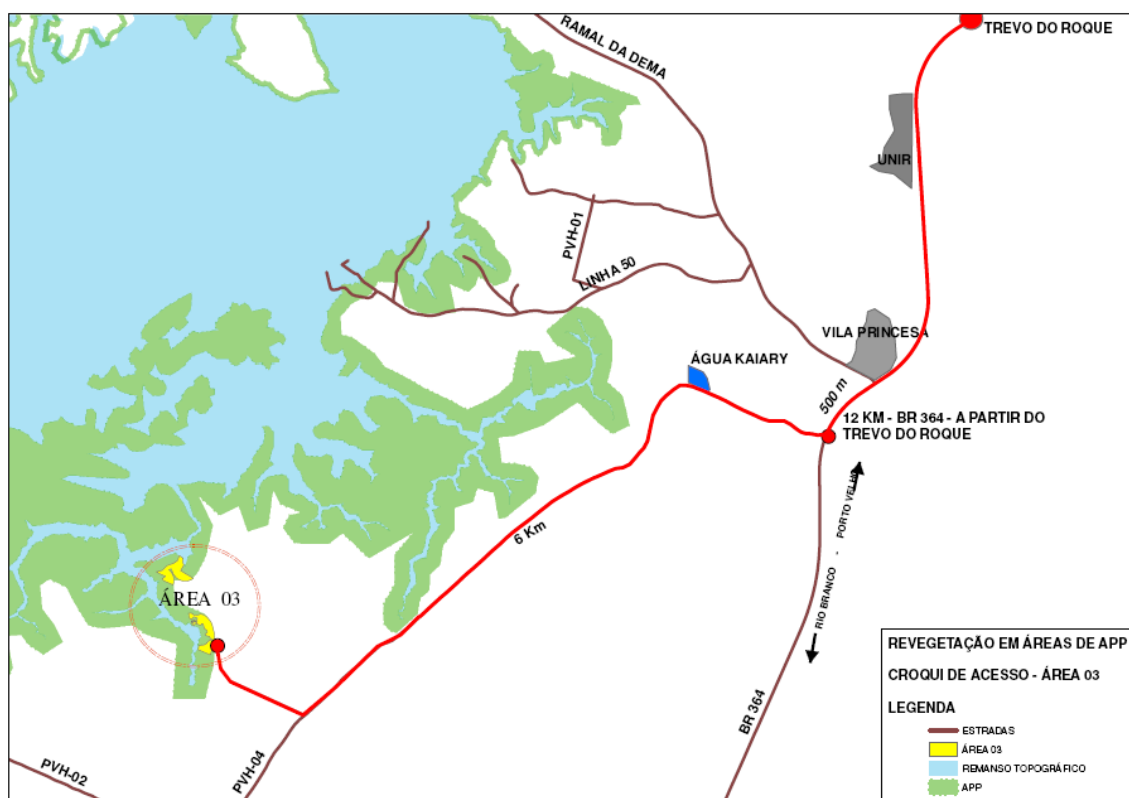 TREVO DO ROQUE
RAMAL DA DEMA
UNIR
PVH-01
LINHA 50
VILA PRINCESA
ÁGUA KAIARY
500 m
12 KM - BR 364 - A PARTIR DO
TREVO DO ROQUE
6 Km
RIO BRANCO - PORTO VELHO
ÁREA 03
BR 364
PVH-04
PVH-02
REVEGETAÇÃO EM ÁREAS DE APP
CROQUI DE ACESSO - ÁREA 03
LEGENDA
ESTRADAS
ÁREA 03
REMANSO TOPOGRÁFICO
APP